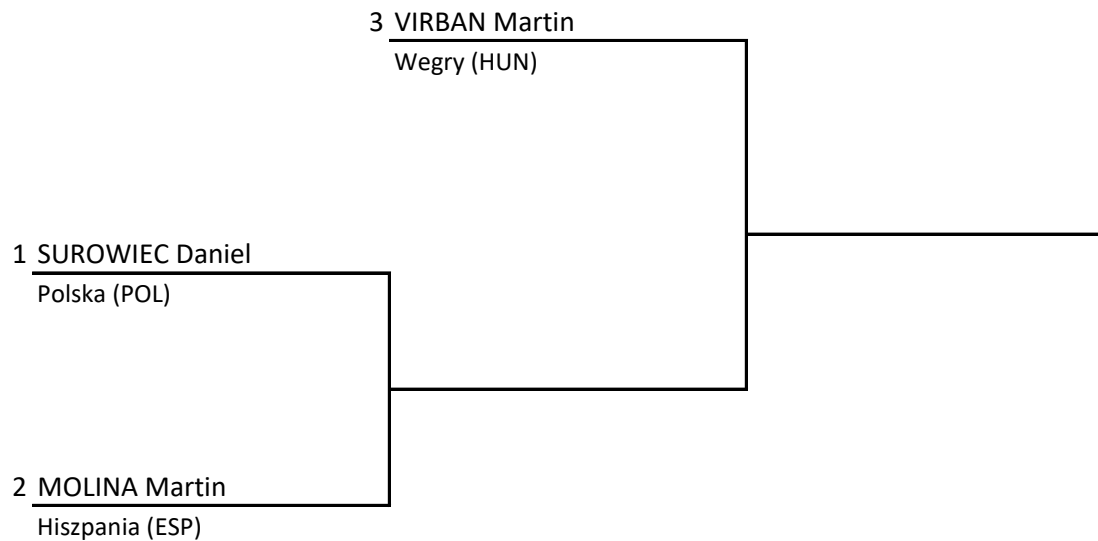 3 VIRBAN Martin
Wegry (HUN)
1 SUROWIEC Daniel
Polska (POL)
2 MOLINA Martin
Hiszpania (ESP)